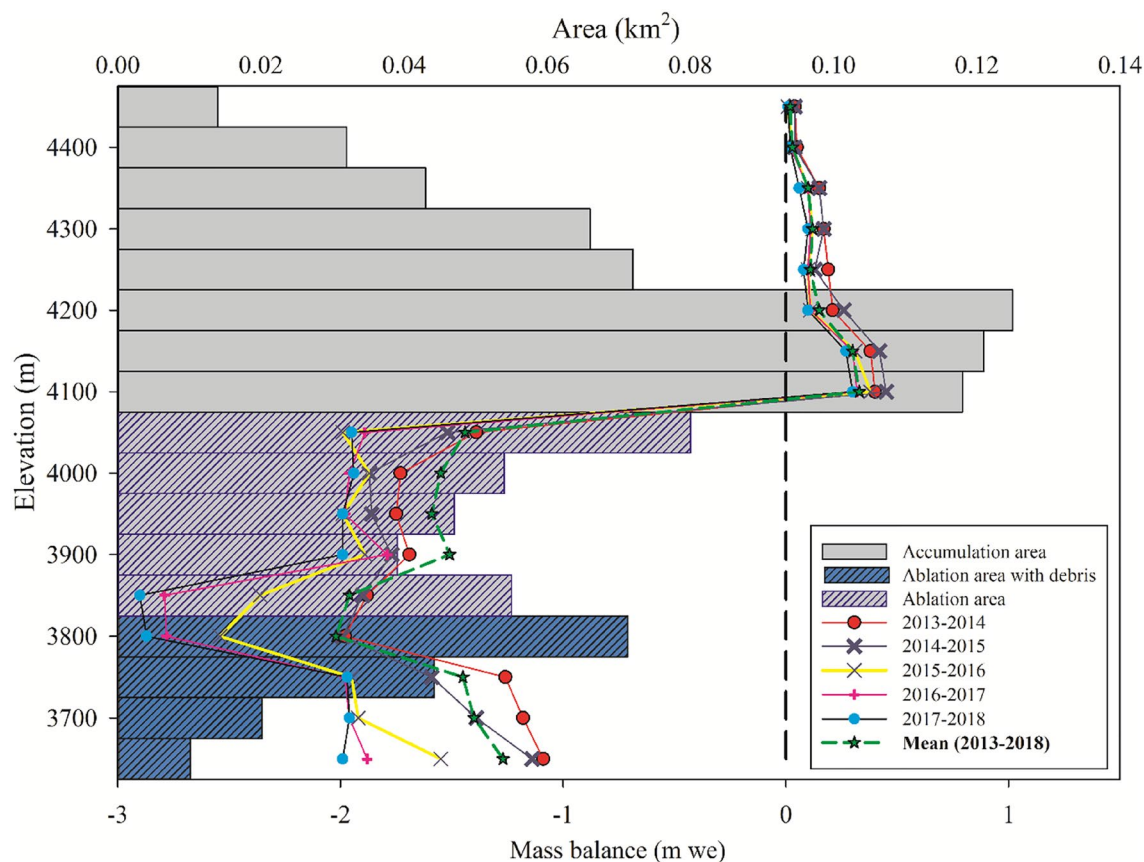 Area (km2)
0.00 0.02 0.04 0.06 0.08 0.10 0.12 0.14
Elevation (m)
4400
4300
4200
4100
4000
3900
3800
3700
Accumulation area
Ablation area with debris
Ablation area
2013-2014
2014-2015
2015-2016
2016-2017
2017-2018
Mean (2013-2018)
-3 -2 -1 0 1
Mass balance (m we)